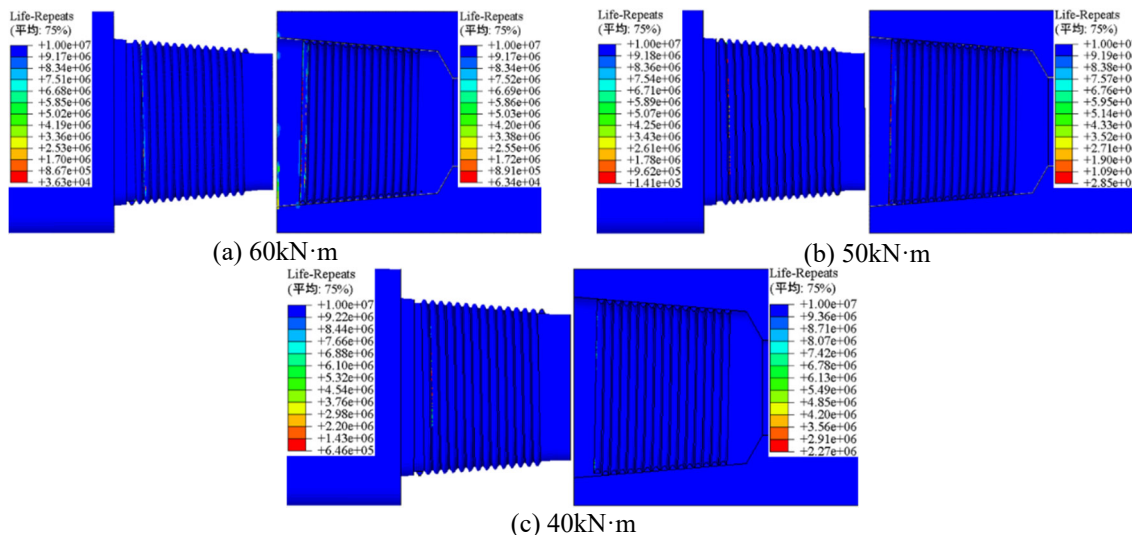 Life-Repeats
(平均: 75%)
+1.00e+07
+9.17e+06
+8.34e+06
+7.51e+06
+6.68e+06
+5.85e+06
+5.02e+06
+4.19e+06
+3.36e+06
+2.53e+06
+1.70e+06
+8.67e+05
+3.63e+04
Life-Repeats
(平均: 75%)
+1.00e+07
+9.17e+06
+8.34e+06
+7.52e+06
+6.69e+06
+5.86e+06
+5.03e+06
+4.20e+06
+3.38e+06
+2.55e+06
+1.72e+06
+8.91e+05
+6.34e+04
(a) 60kN·m
Life-Repeats
(平均: 75%)
+1.00e+07
+9.18e+06
+8.36e+06
+7.54e+06
+6.71e+06
+5.89e+06
+5.07e+06
+4.25e+06
+3.43e+06
+2.61e+06
+1.78e+06
+9.62e+05
+1.41e+05
Life-Repeats
(平均: 75%)
+1.00e+0
+9.19e+0
+8.38e+0
+7.57e+0
+6.76e+0
+5.95e+0
+5.14e+0
+4.33e+0
+3.52e+0
+2.71e+0
+1.90e+0
+1.09e+0
+2.85e+0
(b) 50kN·m
Life-Repeats
(平均: 75%)
+1.00e+07
+9.22e+06
+8.44e+06
+7.66e+06
+6.88e+06
+6.10e+06
+5.32e+06
+4.54e+06
+3.76e+06
+2.98e+06
+2.20e+06
+1.43e+06
+6.46e+05
Life-Repeats
(平均: 75%)
+1.00e+07
+9.36e+06
+8.71e+06
+8.07e+06
+7.42e+06
+6.78e+06
+6.13e+06
+5.49e+06
+4.85e+06
+4.20e+06
+3.56e+06
+2.91e+06
+2.27e+06
(c) 40kN·m